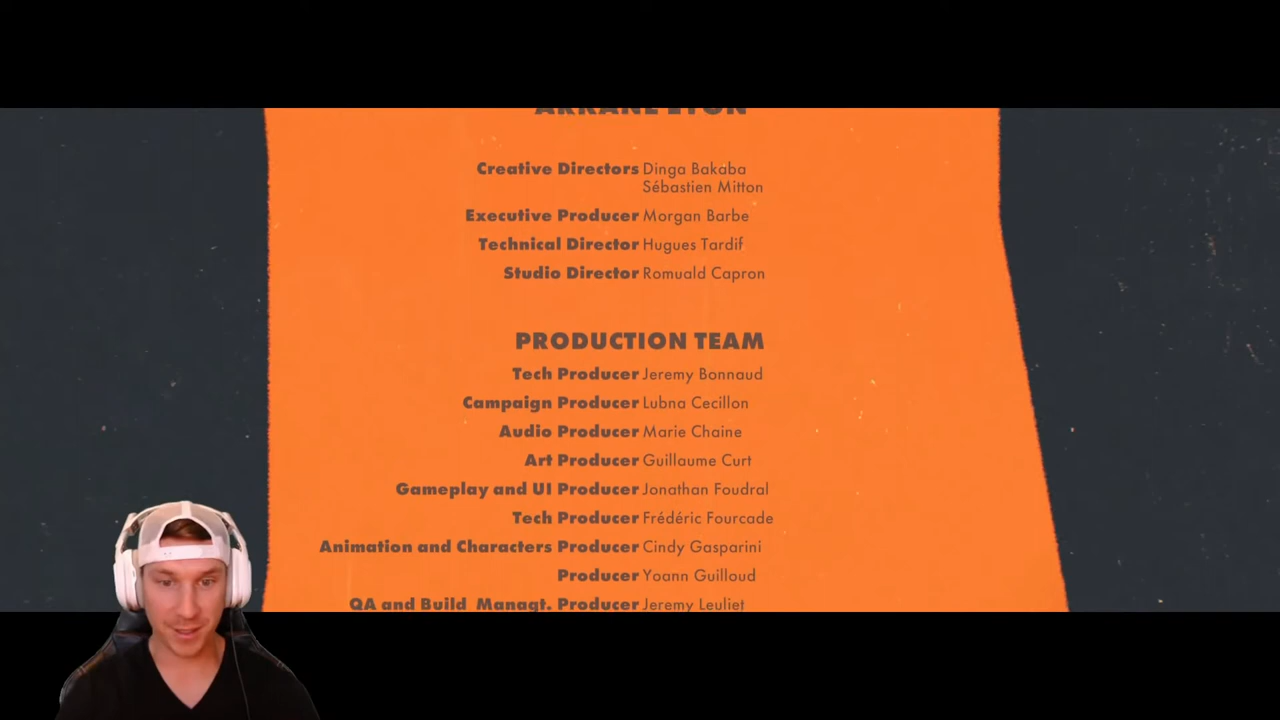 ARKANE LYON
Creative Directors Dinga Bakaba
Sébastien Mitton
Executive Producer Morgan Barbe
Technical Director Hugues Tardif
Studio Director Romuald Capron
PRODUCTION TEAM
Tech Producer Jeremy Bonnaud
Campaign Producer Lubna Cecillon
Audio Producer Marie Chaine
Art Producer Guillaume Curt
Gameplay and UI Producer Jonathan Foudral
Tech Producer Frédéric Fourcade
Animation and Characters Producer Cindy Gasparini
Producer Yoann Guilloud
QA and Build Managt. Producer Jeremy Leuliet